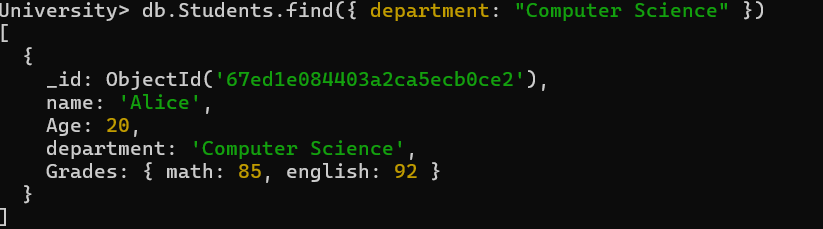 University> db.Students.find({ department: "Computer Science" })
[
  {
    _id: ObjectId('67ed1e084403a2ca5ecb0ce2'),
    name: 'Alice',
    Age: 20,
    department: 'Computer Science',
    Grades: { math: 85, english: 92 }
  }
]